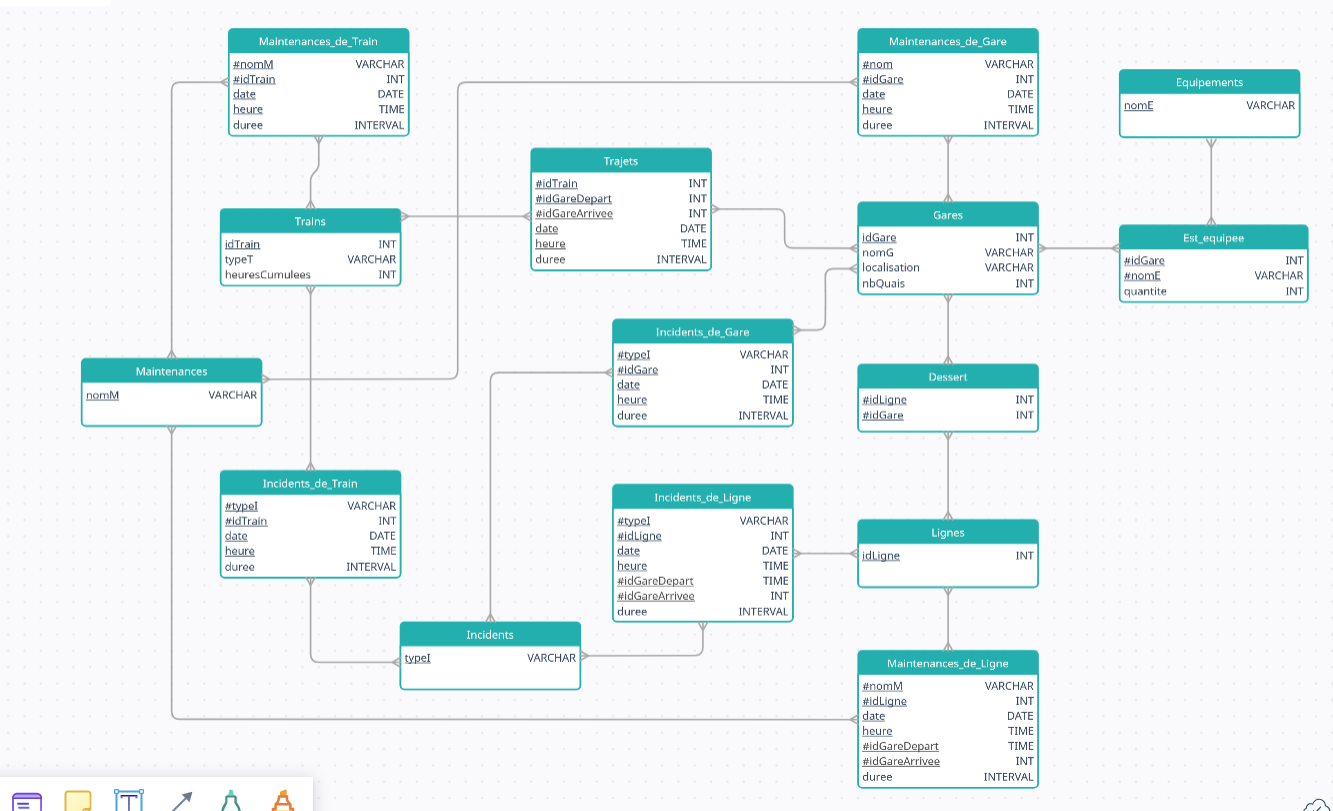 Maintenances_de_Train
#nomM VARCHAR
#idTrain INT
date DATE
heure TIME
duree INTERVAL
Maintenances_de_Gare
#nom VARCHAR
#idGare INT
date DATE
heure TIME
duree INTERVAL
Equipements
nomE VARCHAR
Trajets
#idTrain INT
#idGareDepart INT
#idGareArrivee INT
date DATE
heure TIME
duree INTERVAL
Trains
idTrain INT
typeT VARCHAR
heuresCumulees INT
Gares
idGare INT
nomG VARCHAR
localisation VARCHAR
nbQuais INT
Est_equipee
#idGare INT
#nomE VARCHAR
quantite INT
Incidents_de_Gare
#typeI VARCHAR
#idGare INT
date DATE
heure TIME
duree INTERVAL
Maintenances
nomM VARCHAR
Dessert
#idLigne INT
#idGare INT
Incidents_de_Train
#typeI VARCHAR
#idTrain INT
date DATE
heure TIME
duree INTERVAL
Incidents_de_Ligne
#typeI VARCHAR
#idLigne INT
date DATE
heure TIME
#idGareDepart TIME
#idGareArrivee INT
duree INTERVAL
Lignes
idLigne INT
Incidents
typeI VARCHAR
Maintenances_de_Ligne
#nomM VARCHAR
#idLigne INT
date DATE
heure TIME
#idGareDepart TIME
#idGareArrivee INT
duree INTERVAL
T